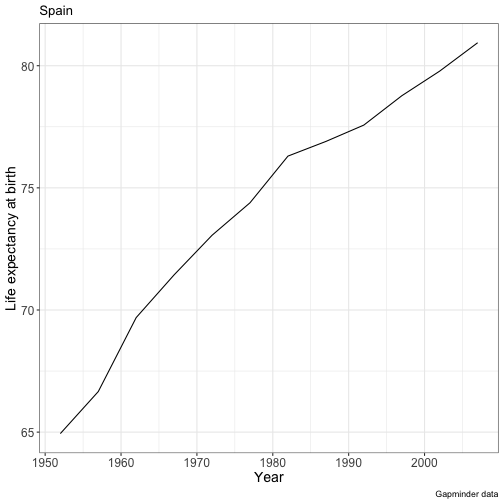 Spain
80
75
70
65
Life expectancy at birth
1950 1960 1970 1980 1990 2000
Year
Gapminder data